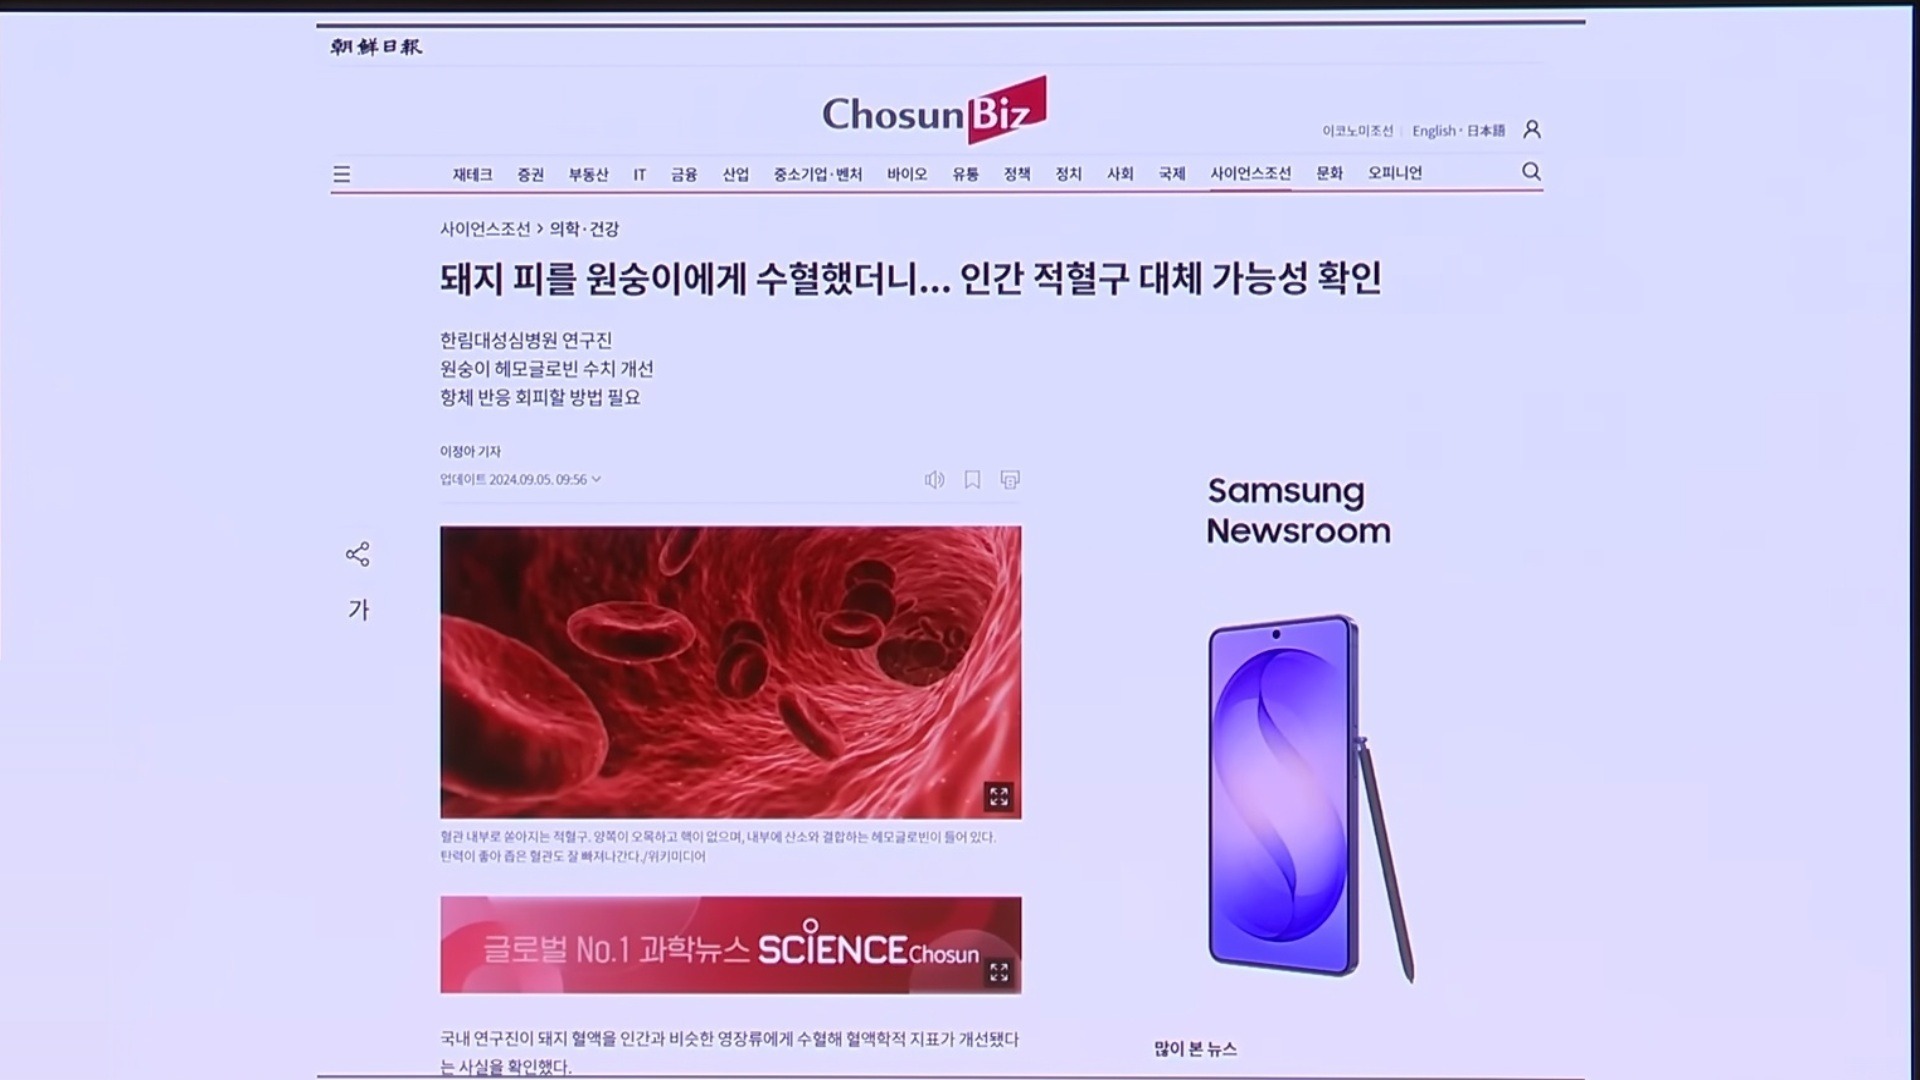 朝鮮日報
ChosunBiz
이코노미조선 | English · 日本語
재테크 증권 부동산 IT 금융 산업 중소기업·벤처 바이오 유통 정책 정치 사회 국제 사이언스조선 문화 오피니언
사이언스조선 > 의학·건강
돼지 피를 원숭이에게 수혈했더니... 인간 적혈구 대체 가능성 확인
한림대성심병원 연구진
원숭이 헤모글로빈 수치 개선
항체 반응 회피할 방법 필요
이정아 기자
업데이트 2024.09.05. 09:56
가
혈관 내부로 쏟아지는 적혈구. 양쪽이 오목하고 핵이 없으며, 내부에 산소와 결합하는 헤모글로빈이 들어 있다.
탄력이 좋아 좁은 혈관도 잘 빠져나간다./위키미디어
글로벌 No.1 과학뉴스 SCIENCE Chosun
국내 연구진이 돼지 혈액을 인간과 비슷한 영장류에게 수혈해 혈액학적 지표가 개선됐다
는 사실을 확인했다.
Samsung
Newsroom
많이 본 뉴스